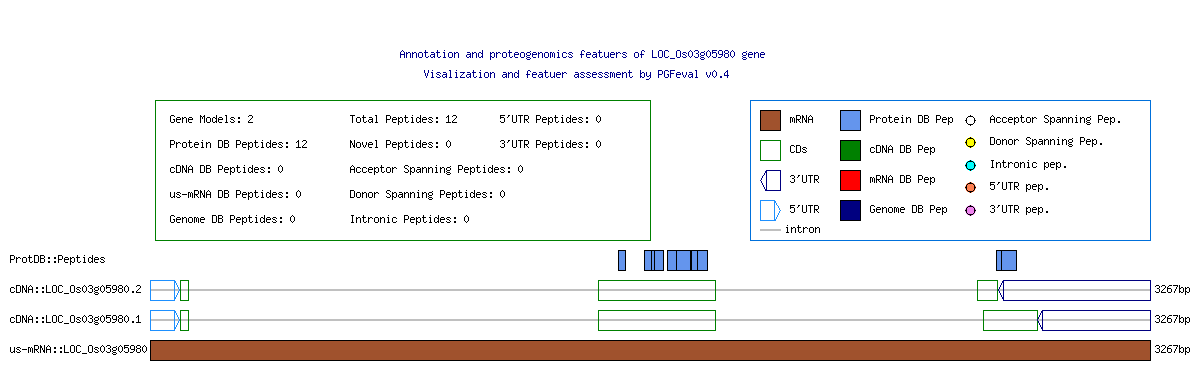 Annotation and proteogenomics featuers of LOC_Os03g05980 gene
Visalization and featuer assessment by PGFeval v0.4
Gene Models: 2 Total Peptides: 12 5'UTR Peptides: 0
Protein DB Peptides: 12 Novel Peptides: 0 3'UTR Peptides: 0
cDNA DB Peptides: 0 Acceptor Spanning Peptides: 0
us-mRNA DB Peptides: 0 Donor Spanning Peptides: 0
Genome DB Peptides: 0 Intronic Peptides: 0
mRNA Protein DB Pep Acceptor Spanning Pep.
CDs cDNA DB Pep Donor Spanning Pep.
3'UTR mRNA DB Pep Intronic pep.
5'UTR Genome DB Pep 5'UTR pep.
intron 3'UTR pep.
ProtDB::Peptides
cDNA::LOC_Os03g05980.2 3267bp
cDNA::LOC_Os03g05980.1 3267bp
us-mRNA::LOC_Os03g05980 3267bp